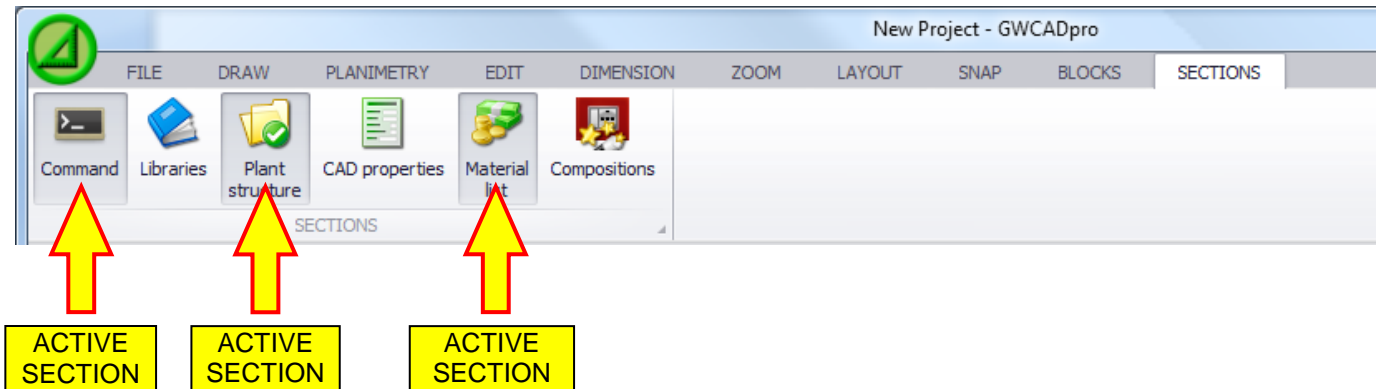 New Project - GWCADpro
FILE DRAW PLANIMETRY EDIT DIMENSION ZOOM LAYOUT SNAP BLOCKS SECTIONS
Command Libraries Plant structure CAD properties Material list Compositions
SECTIONS
ACTIVE SECTION
ACTIVE SECTION
ACTIVE SECTION